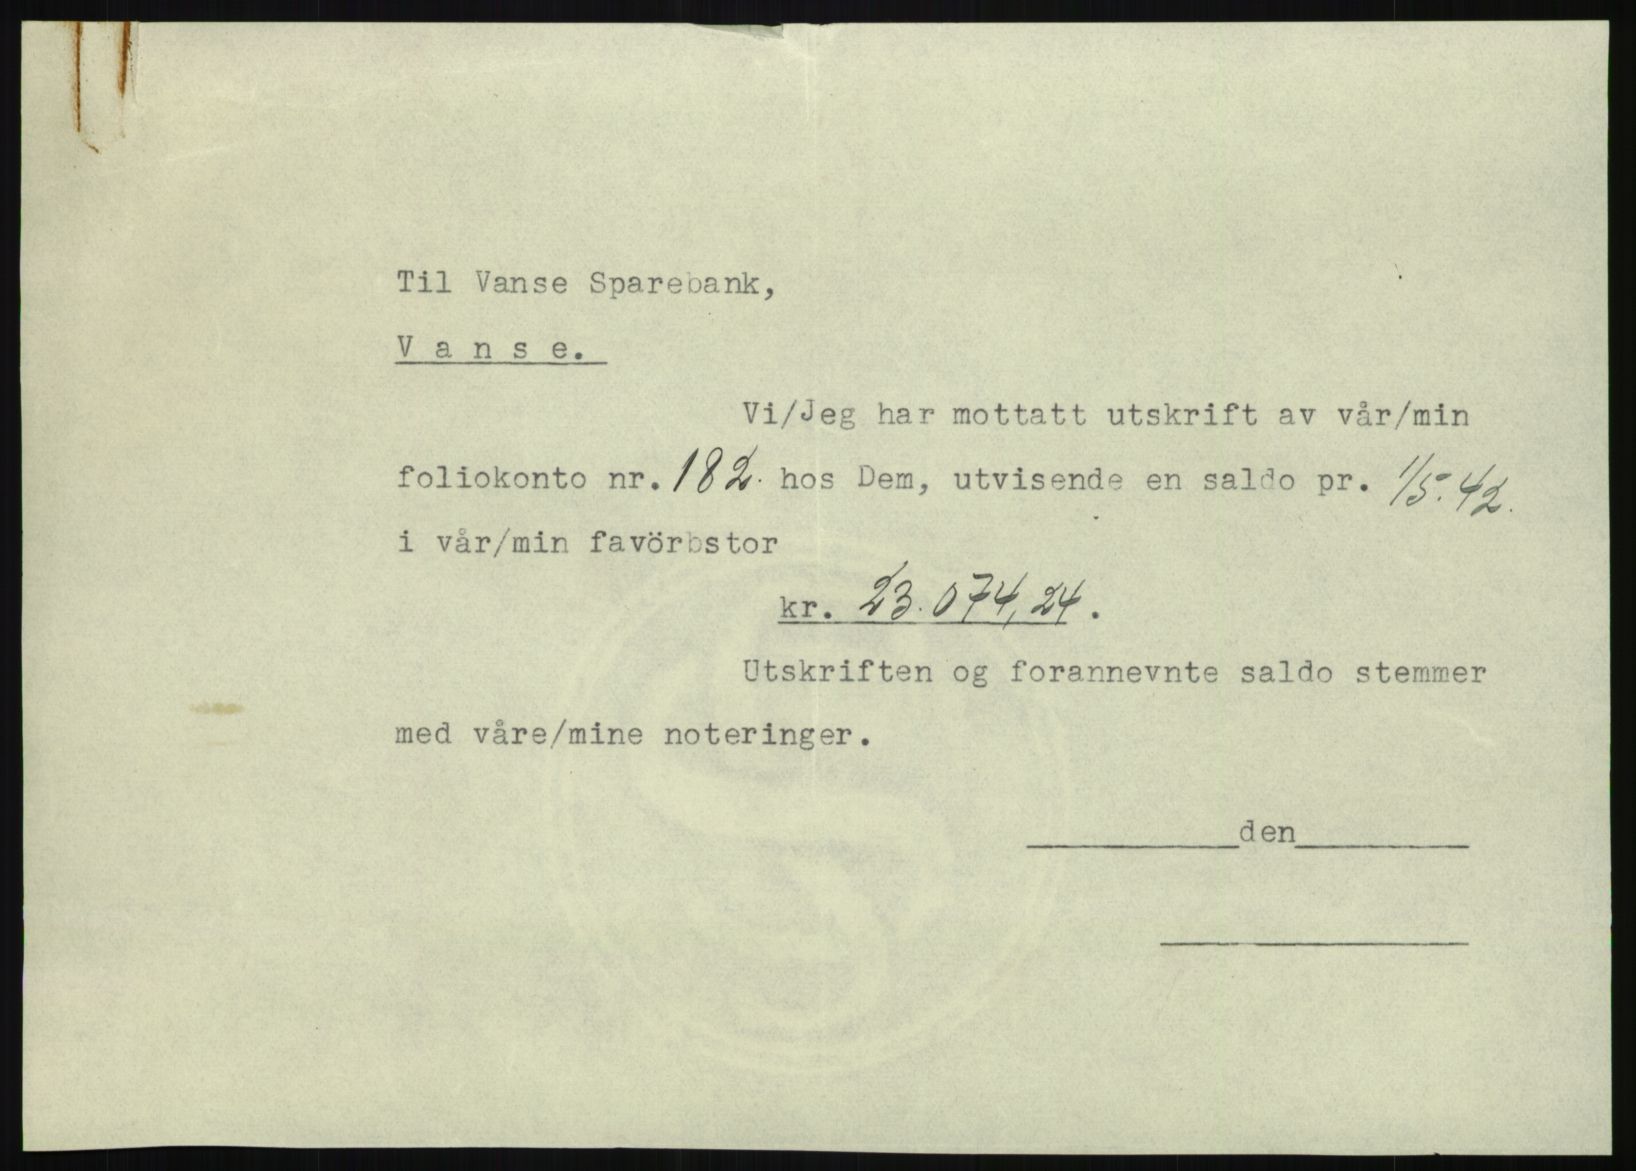 Til Vanse Sparebank,
V a n s e.
Vi/Jeg har mottatt utskrift av vår/min
foliokonto nr. 182. hos Dem, utvisende en saldo pr. 1/5.42.
i vår/min favörbstor
kr. 23.074,24.
Utskriften og forannevnte saldo stemmer
med våre/mine noteringer.
___________den_________
________________